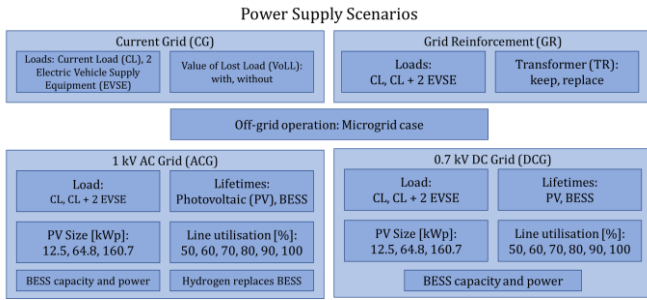 Power Supply Scenarios
Current Grid (CG)
Loads: Current Load (CL), 2
Electric Vehicle Supply
Equipment (EVSE)
Value of Lost Load (VoLL):
with, without
Grid Reinforcement (GR)
Loads:
CL, CL + 2 EVSE
Transformer (TR):
keep, replace
Off-grid operation: Microgrid case
1 kV AC Grid (ACG)
Load:
CL, CL + 2 EVSE
Lifetimes:
Photovoltaic (PV), BESS
PV Size [kWp]:
12.5, 64.8, 160.7
Line utilisation [%]:
50, 60, 70, 80, 90, 100
BESS capacity and power
Hydrogen replaces BESS
0.7 kV DC Grid (DCG)
Load:
CL, CL + 2 EVSE
Lifetimes:
PV, BESS
PV Size [kWp]:
12.5, 64.8, 160.7
Line utilisation [%]:
50, 60, 70, 80, 90, 100
BESS capacity and power